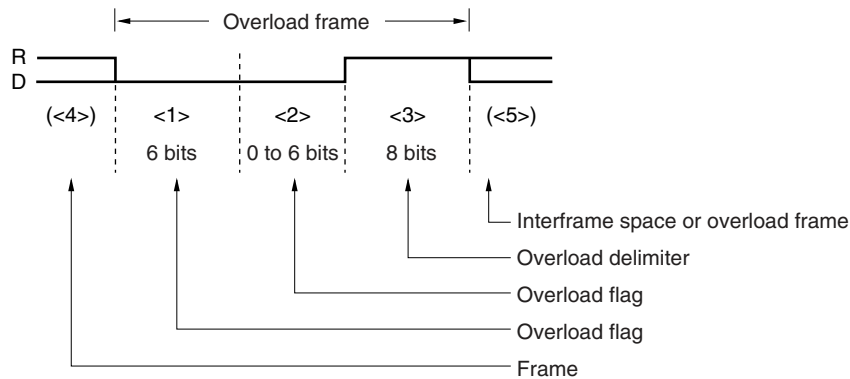 Overload frame
R
D
(<4>) <1> <2> <3> (<5>)
6 bits 0 to 6 bits 8 bits
Interframe space or overload frame
Overload delimiter
Overload flag
Overload flag
Frame